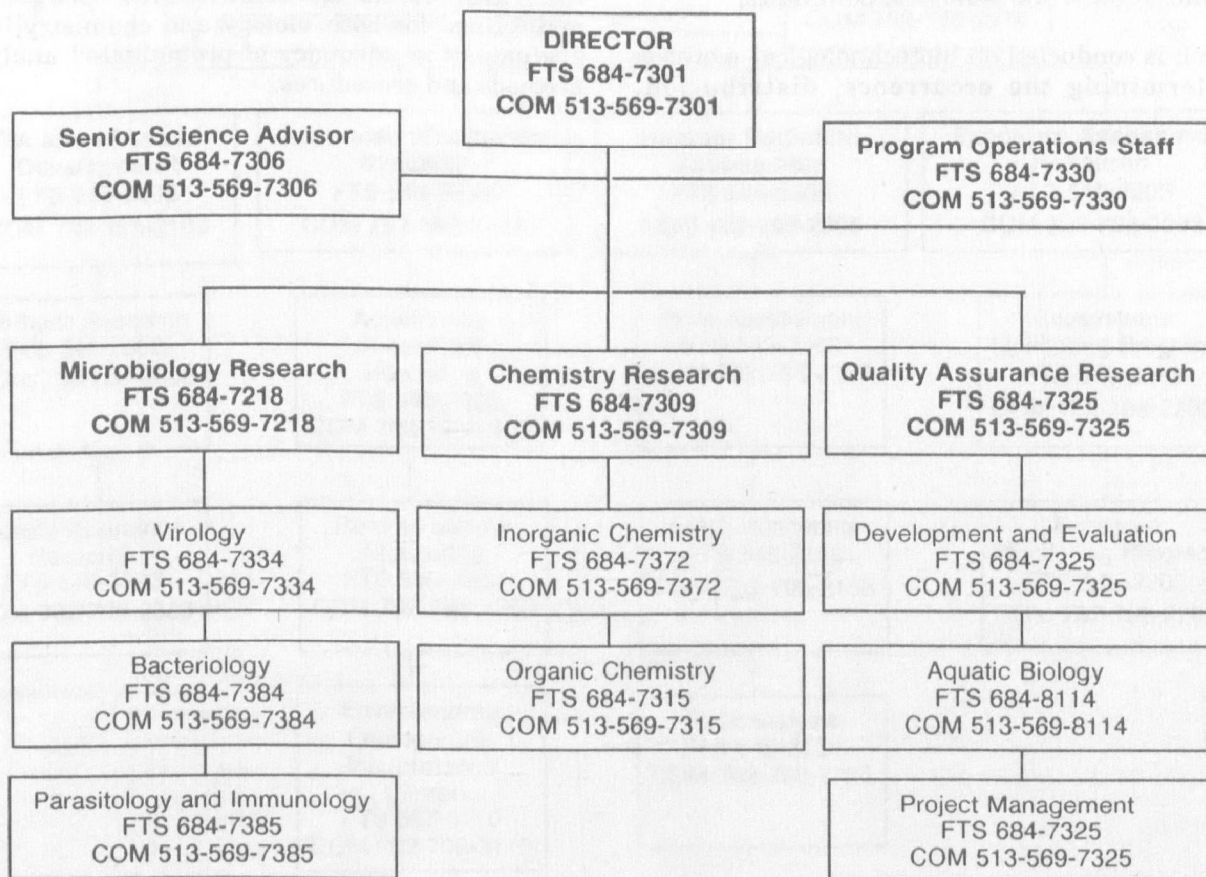 DIRECTOR
FTS 684-7301
COM 513-569-7301
Senior Science Advisor
FTS 684-7306
COM 513-569-7306
Program Operations Staff
FTS 684-7330
COM 513-569-7330
Microbiology Research
FTS 684-7218
COM 513-569-7218
Chemistry Research
FTS 684-7309
COM 513-569-7309
Quality Assurance Research
FTS 684-7325
COM 513-569-7325
Virology
FTS 684-7334
COM 513-569-7334
Inorganic Chemistry
FTS 684-7372
COM 513-569-7372
Development and Evaluation
FTS 684-7325
COM 513-569-7325
Bacteriology
FTS 684-7384
COM 513-569-7384
Organic Chemistry
FTS 684-7315
COM 513-569-7315
Aquatic Biology
FTS 684-8114
COM 513-569-8114
Parasitology and Immunology
FTS 684-7385
COM 513-569-7385
Project Management
FTS 684-7325
COM 513-569-7325